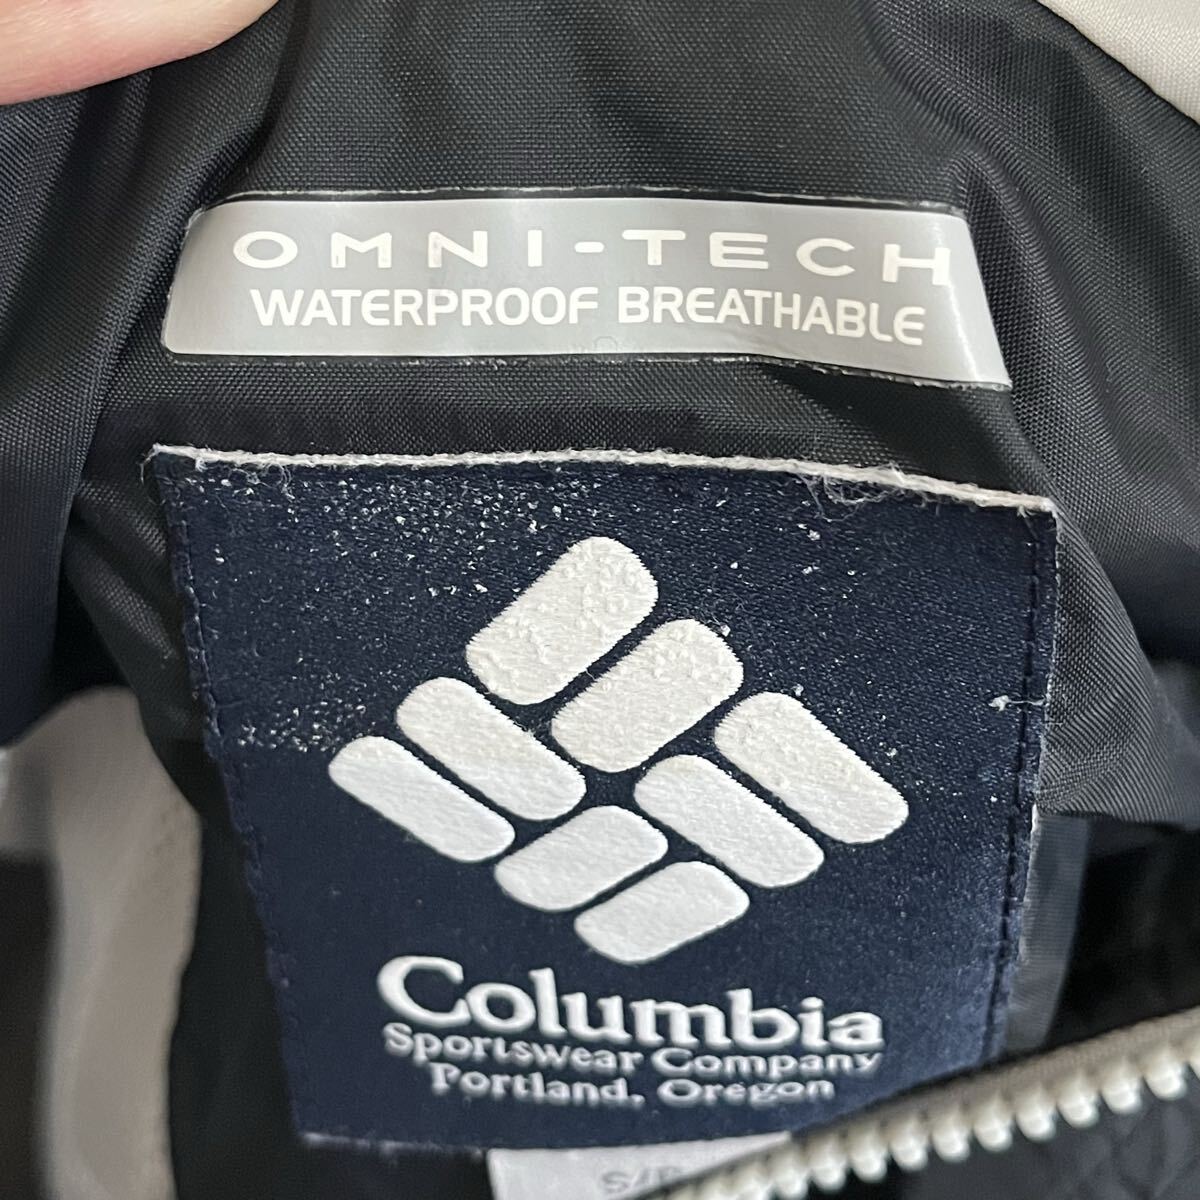 OMNI-TECH
WATERPROOF BREATHABLE
Columbia
Sportswear Company
Portland, Oregon